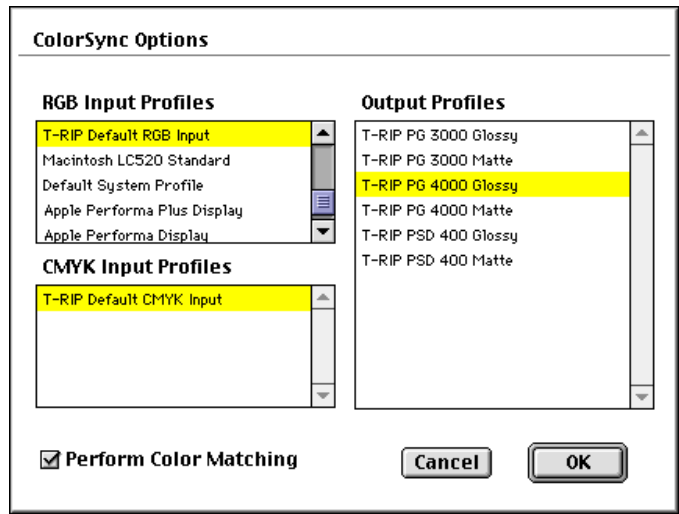 ColorSync Options
RGB Input Profiles
T-RIP Default RGB Input
Macintosh LC520 Standard
Default System Profile
Apple Performa Plus Display
Apple Performa Display
CMYK Input Profiles
T-RIP Default CMYK Input
Output Profiles
T-RIP PG 3000 Glossy
T-RIP PG 3000 Matte
T-RIP PG 4000 Glossy
T-RIP PG 4000 Matte
T-RIP PSD 400 Glossy
T-RIP PSD 400 Matte
Perform Color Matching
Cancel
OK